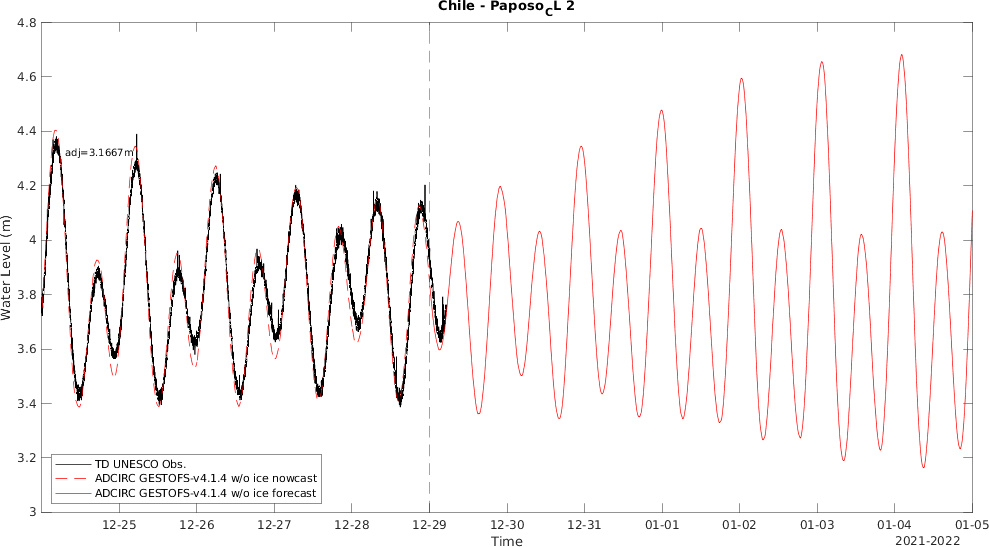 Chile - Paposo_CL 2
4.8
4.6
4.4
4.2
4
3.8
3.6
3.4
3.2
3
Water Level (m)
adj=3.1667m
TD UNESCO Obs.
ADCIRC GESTOFS-v4.1.4 w/o ice nowcast
ADCIRC GESTOFS-v4.1.4 w/o ice forecast
12-25 12-26 12-27 12-28 12-29 12-30 12-31 01-01 01-02 01-03 01-04 01-05
Time
2021-2022